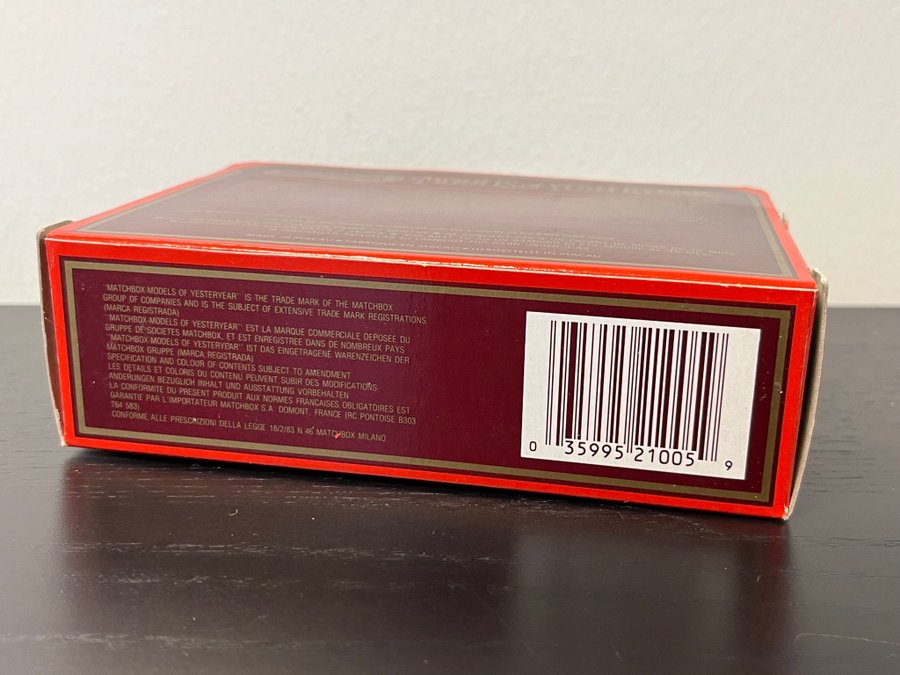 "MATCHBOX-MODELS OF YESTERYEAR" IS THE TRADE MARK OF THE MATCHBOX
GROUP OF COMPANIES AND IS THE SUBJECT OF EXTENSIVE TRADE MARK REGISTRATIONS
(MARCA REGISTRADA)
"MATCHBOX-MODELS OF YESTERYEAR" EST LA MARQUE COMMERCIALE DEPOSEE DU
GRUPPE DE SOCIETES MATCHBOX, ET EST ENREGISTREE DANS DE NOMBREUX PAYS
"MATCHBOX-MODELS OF YESTERYEAR" IST DAS EINGETRAGENE WARENZEICHEN DER
MATCHBOX GRUPPE (MARCA REGISTRADA)
SPECIFICATION AND COLOUR OF CONTENTS SUBJECT TO AMENDMENT
LES DETAILS ET COLORIS DU CONTENU PEUVENT SUBIR DES MODIFICATIONS
ANDERUNGEN BEZUGLICH INHALT UND AUSSTATTUNG VORBEHALTEN
LA CONFORMITE DU PRESENT PRODUIT AUX NORMES FRANCAISES OBLIGATOIRES EST
GARANTIE PAR L'IMPORTATEUR MATCHBOX S.A. DOMONT, FRANCE (RC PONTOISE B303
764 583)
CONFORME ALLE PRESCRIZIONI DELLA LEGGE 18/2/83 N.46 MATCHBOX MILANO
0 35995 21005 9